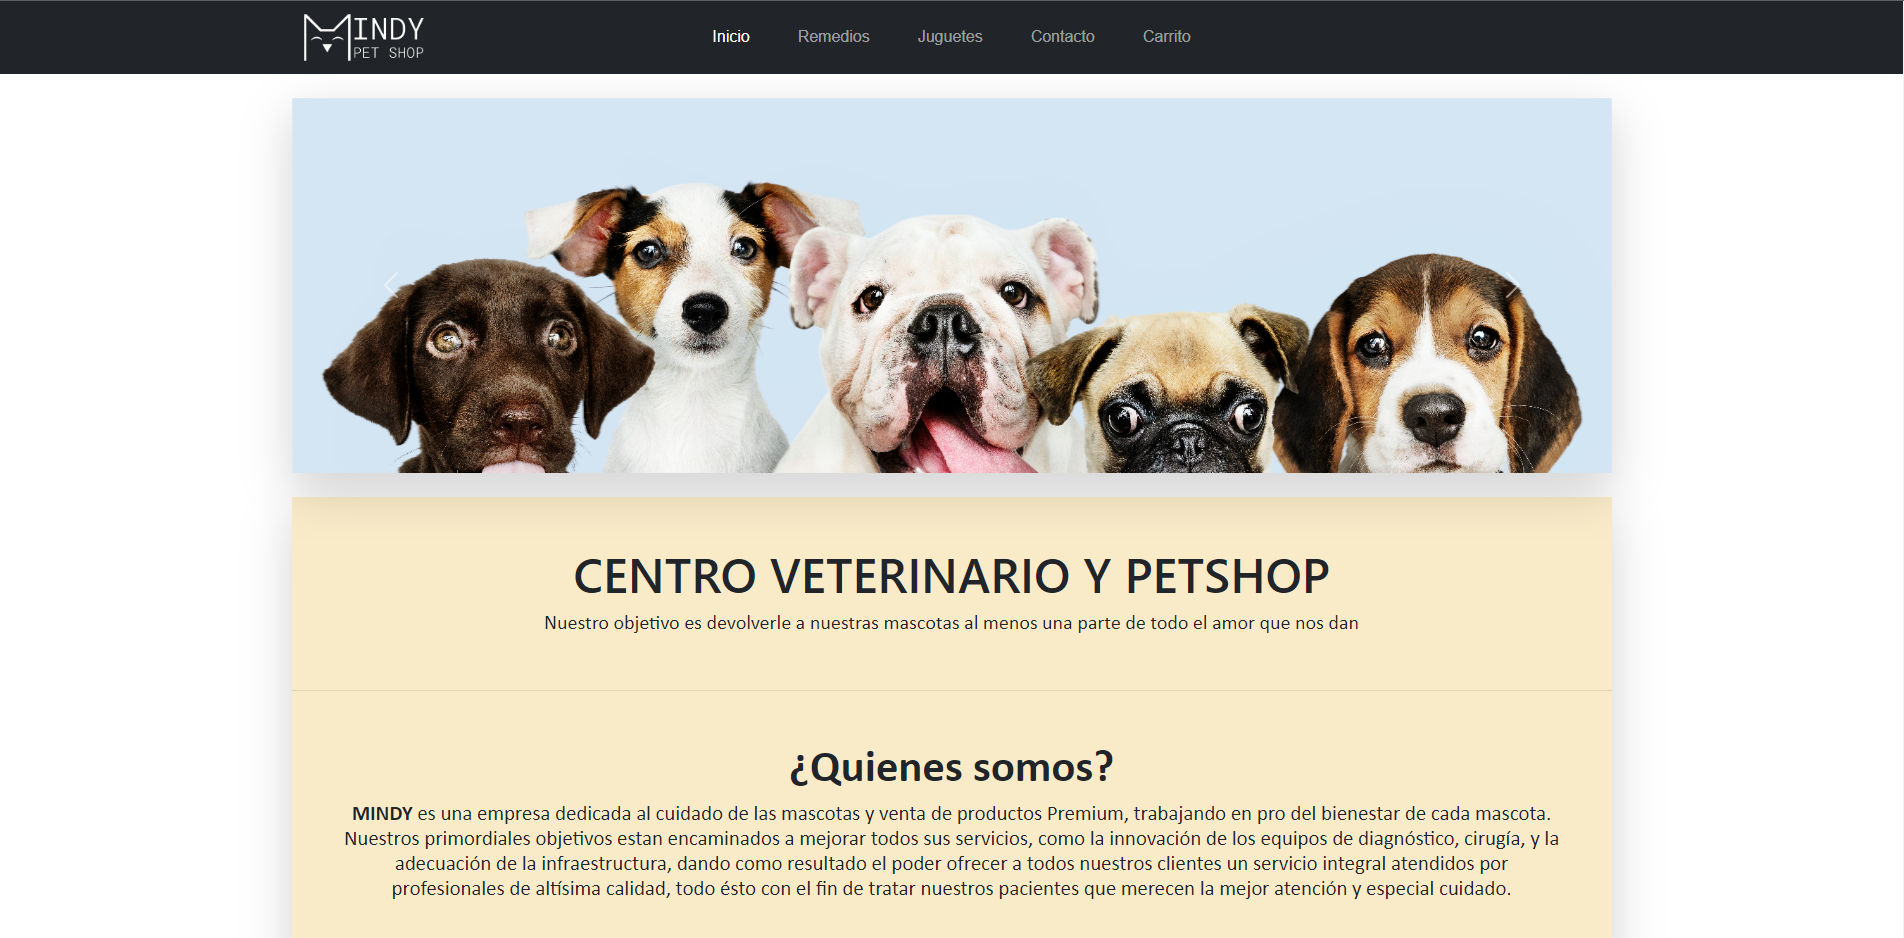 MINDY
PET SHOP
Inicio Remedios Juguetes Contacto Carrito
CENTRO VETERINARIO Y PETSHOP
Nuestro objetivo es devolverle a nuestras mascotas al menos una parte de todo el amor que nos dan
¿Quienes somos?
MINDY es una empresa dedicada al cuidado de las mascotas y venta de productos Premium, trabajando en pro del bienestar de cada mascota.
Nuestros primordiales objetivos estan encaminados a mejorar todos sus servicios, como la innovación de los equipos de diagnóstico, cirugía, y la
adecuación de la infraestructura, dando como resultado el poder ofrecer a todos nuestros clientes un servicio integral atendidos por
profesionales de altísima calidad, todo ésto con el fin de tratar nuestros pacientes que merecen la mejor atención y especial cuidado.